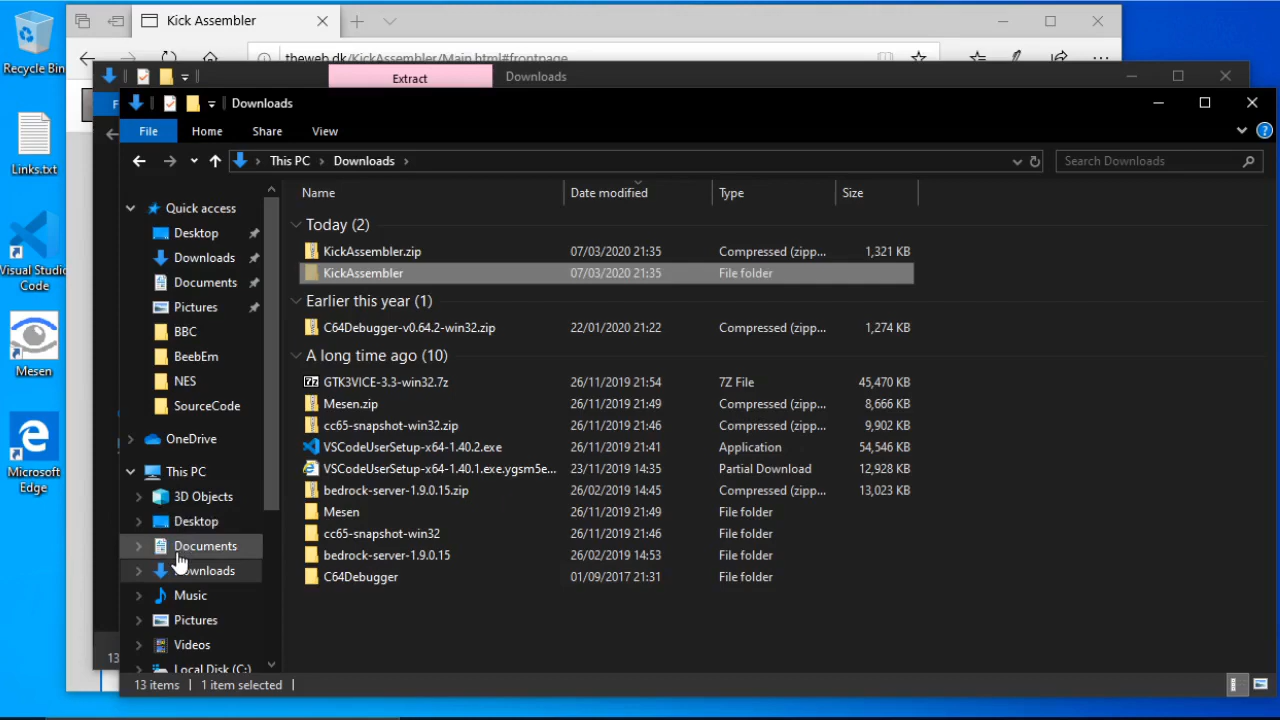 Kick Assembler
theweb.dk/KickAssembler/Main.html#frontpage
Extract
Downloads
Downloads
File
Home
Share
View
This PC
Downloads
Search Downloads
Name
Date modified
Type
Size
Today (2)
KickAssembler.zip 07/03/2020 21:35 Compressed (zipp... 1,321 KB
KickAssembler 07/03/2020 21:35 File folder
Earlier this year (1)
C64Debugger-v0.64.2-win32.zip 22/01/2020 21:22 Compressed (zipp... 1,274 KB
A long time ago (10)
GTK3VICE-3.3-win32.7z 26/11/2019 21:54 7Z File 45,470 KB
Mesen.zip 26/11/2019 21:49 Compressed (zipp... 8,666 KB
cc65-snapshot-win32.zip 26/11/2019 21:46 Compressed (zipp... 9,902 KB
VSCodeUserSetup-x64-1.40.2.exe 26/11/2019 21:41 Application 54,546 KB
VSCodeUserSetup-x64-1.40.1.exe.ygsm5e... 23/11/2019 14:35 Partial Download 12,928 KB
bedrock-server-1.9.0.15.zip 26/02/2019 14:45 Compressed (zipp... 13,023 KB
Mesen 26/11/2019 21:49 File folder
cc65-snapshot-win32 26/11/2019 21:46 File folder
bedrock-server-1.9.0.15 26/02/2019 14:53 File folder
C64Debugger 01/09/2017 21:31 File folder
Quick access
Desktop
Downloads
Documents
Pictures
BBC
BeebEm
NES
SourceCode
OneDrive
This PC
3D Objects
Desktop
Documents
Downloads
Music
Pictures
Videos
Local Disk (C:)
13 items
1 item selected
13
Recycle Bin
Links.txt
Visual Studio
Code
Mesen
Microsoft
Edge